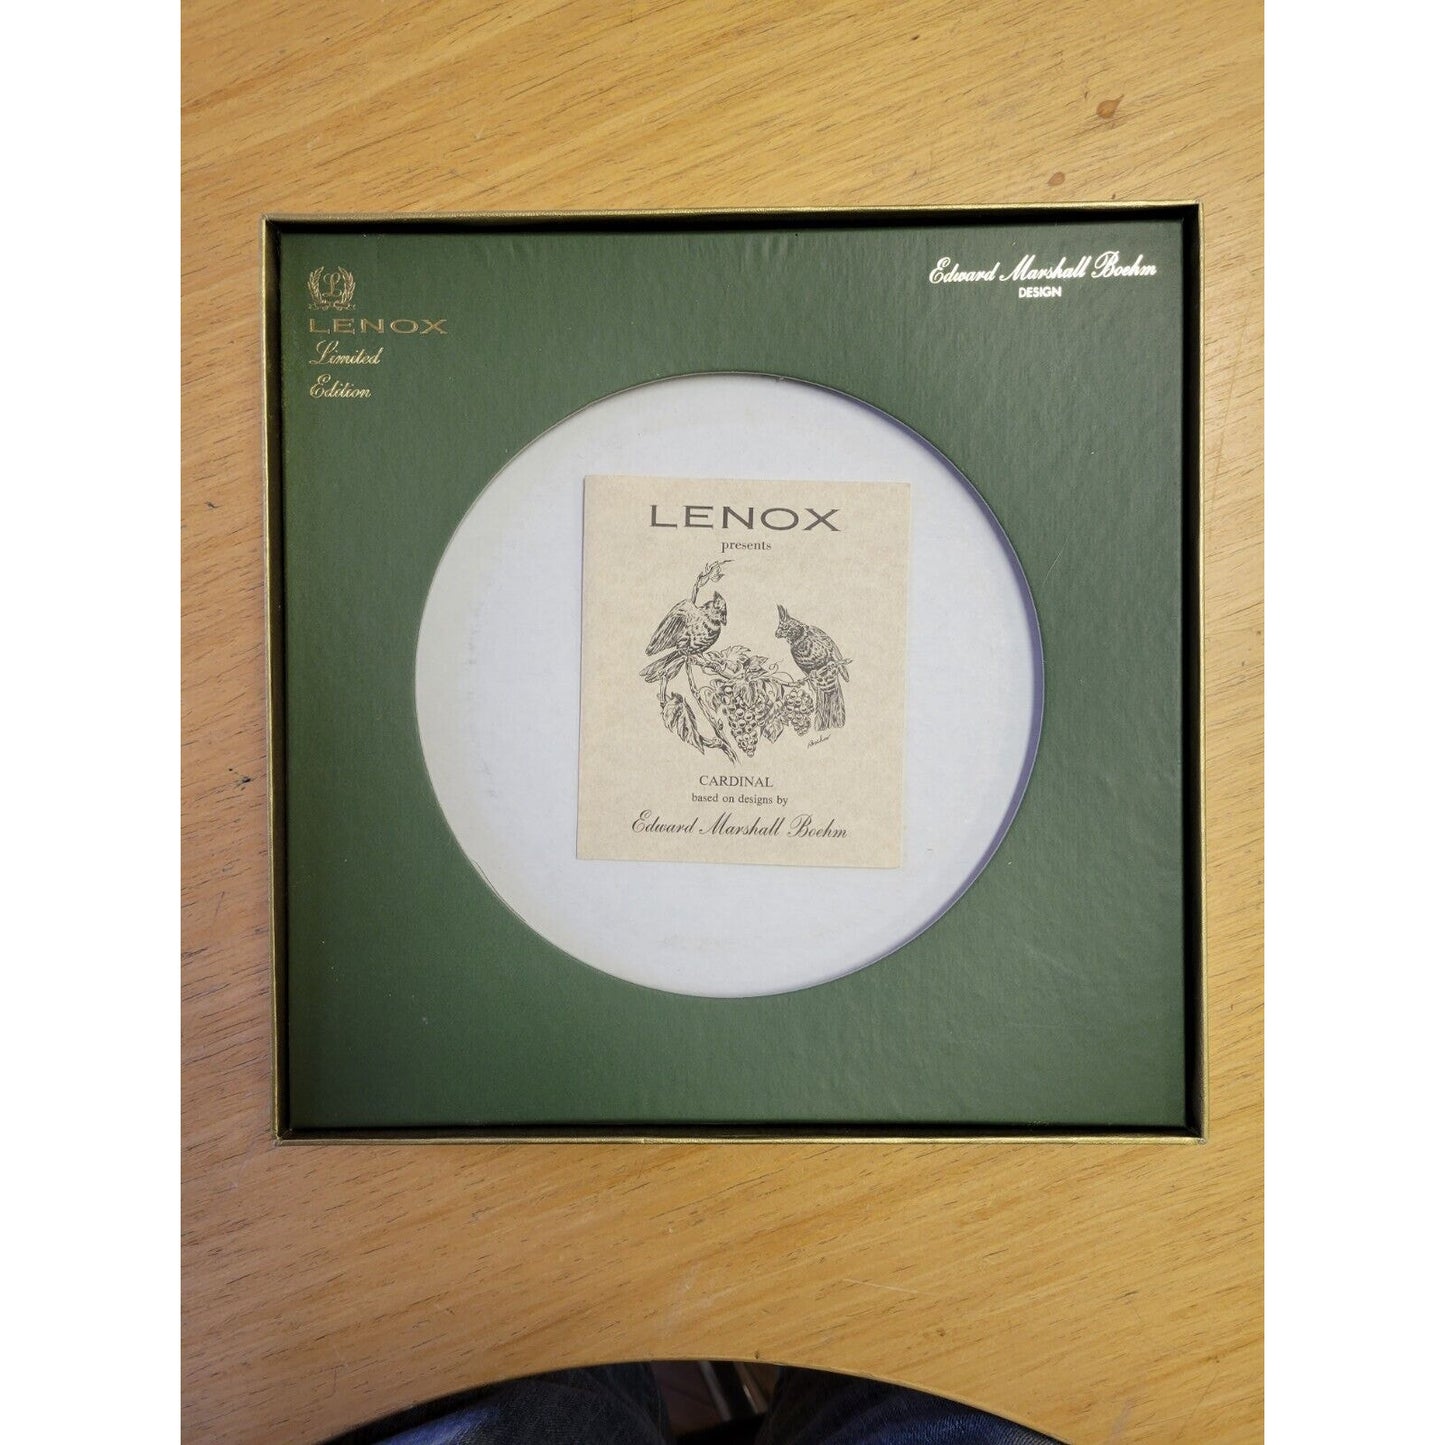 L
LENOX
Limited
Edition
Edward Marshall Boehm
DESIGN
LENOX
presents
CARDINAL
based on designs by
Edward Marshall Boehm